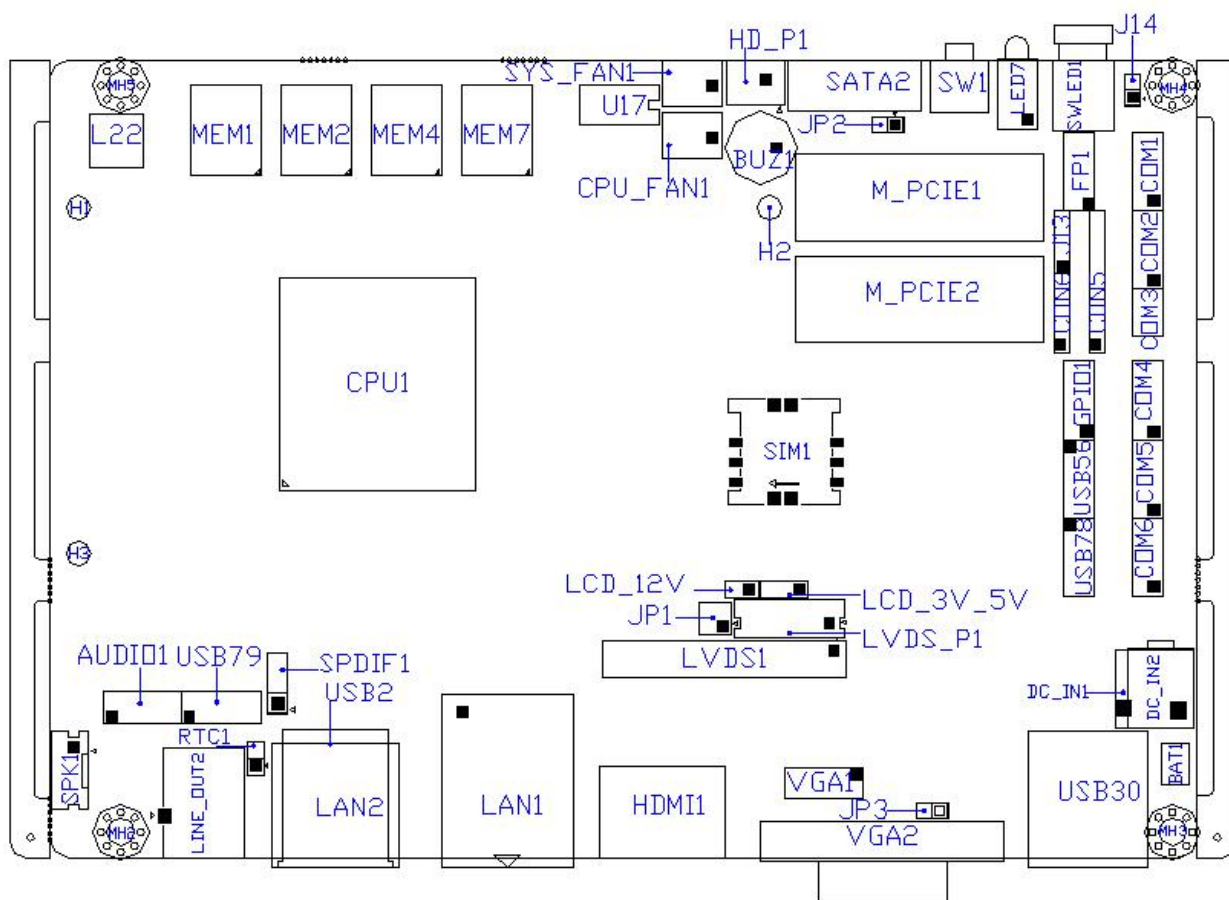 J14
HD_P1
SYS_FAN1
MH5
U17
SATA2
SW1
LED7
SWLED1
MH4
L22
MEM1
MEM2
MEM4
MEM7
JP2
BUZ1
CPU_FAN1
FP1
COM1
M_PCIE1
H1
H2
J13
COM2
M_PCIE2
CON6
CON5
COM3
CPU1
GPIO1
COM4
SIM1
USB56
COM5
H3
USB78
COM6
LCD_12V
LCD_3V_5V
JP1
LVDS_P1
AUDIO1
USB79
SPDIF1
LVDS1
USB2
DC_IN1
DC_IN2
RTC1
SPK1
LINE_OUT2
BAT1
VGA1
USB30
LAN2
LAN1
HDMI1
JP3
MH2
VGA2
MH3